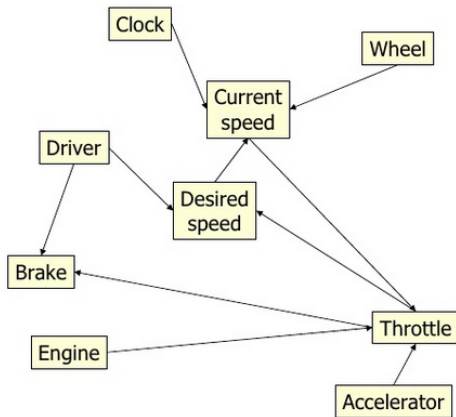 Clock
Wheel
Current
speed
Driver
Desired
speed
Brake
Throttle
Engine
Accelerator